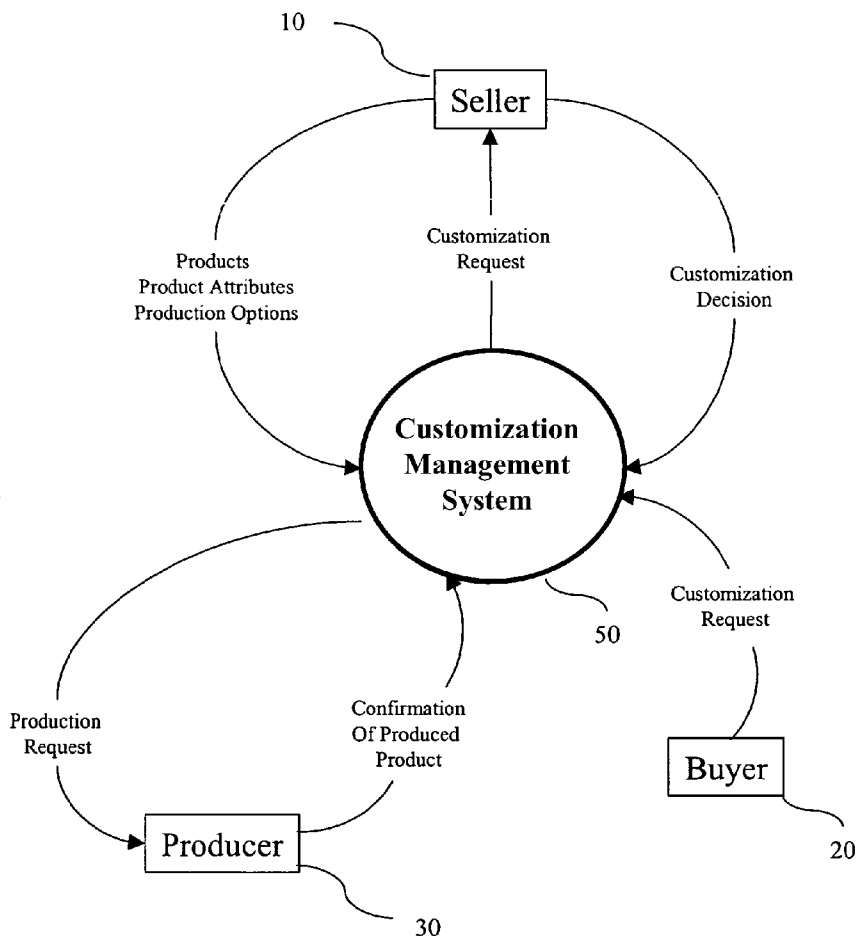 10
Seller
Customization
Request
Products
Product Attributes
Production Options
Customization
Decision
Customization
Management
System
Customization
Request
50
Production
Request
Confirmation
Of Produced
Product
Buyer
Producer
20
30